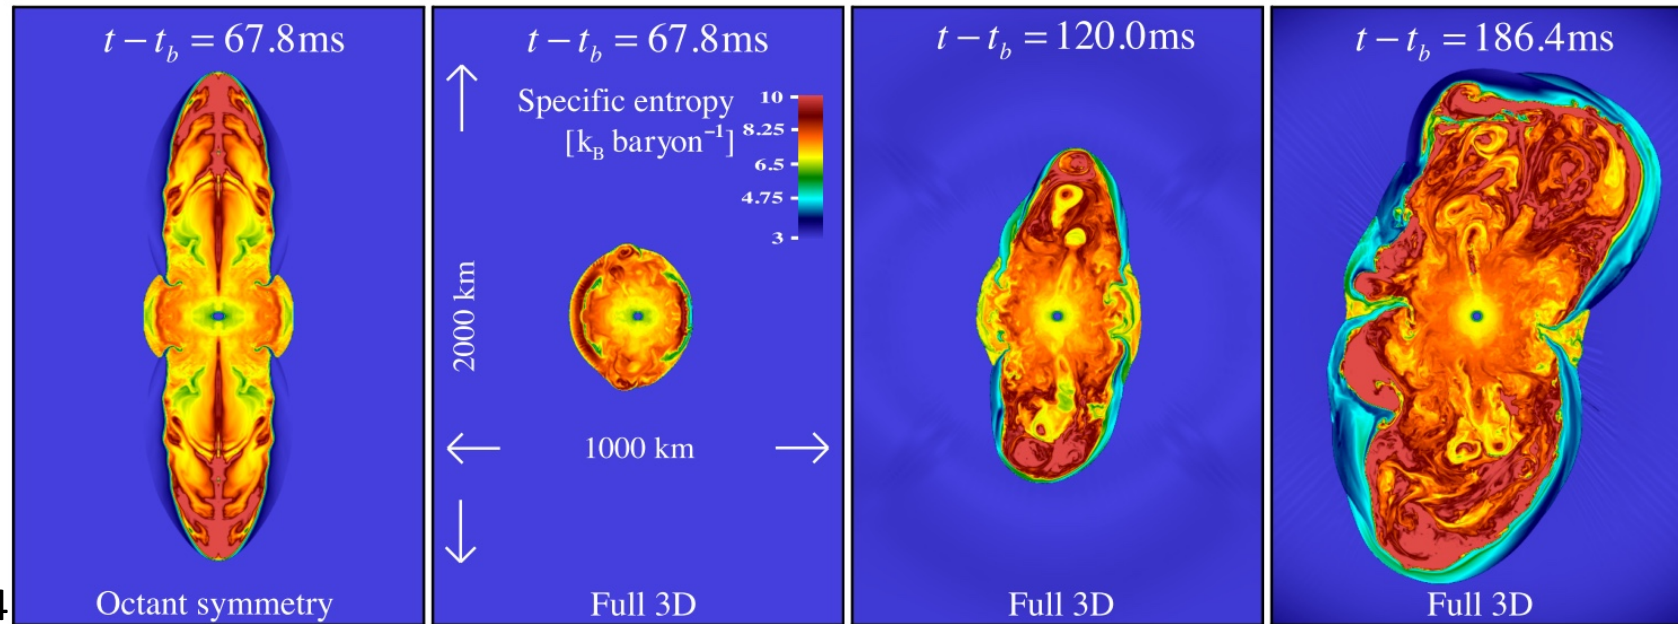 t − t_b = 67.8ms
Octant symmetry
t − t_b = 67.8ms
Specific entropy
[k_B baryon⁻¹]
10
8.25
6.5
4.75
3
2000 km
1000 km
Full 3D
t − t_b = 120.0ms
Full 3D
t − t_b = 186.4ms
Full 3D